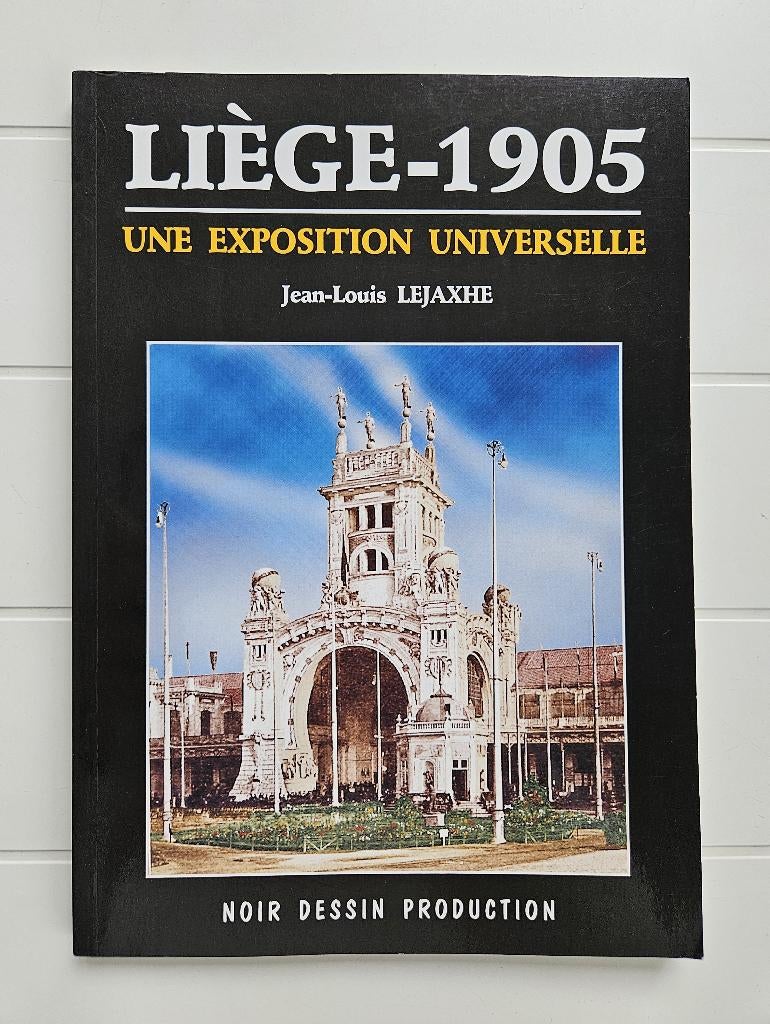 LIÈGE-1905
UNE EXPOSITION UNIVERSELLE
Jean-Louis LEJAXHE
NOIR DESSIN PRODUCTION